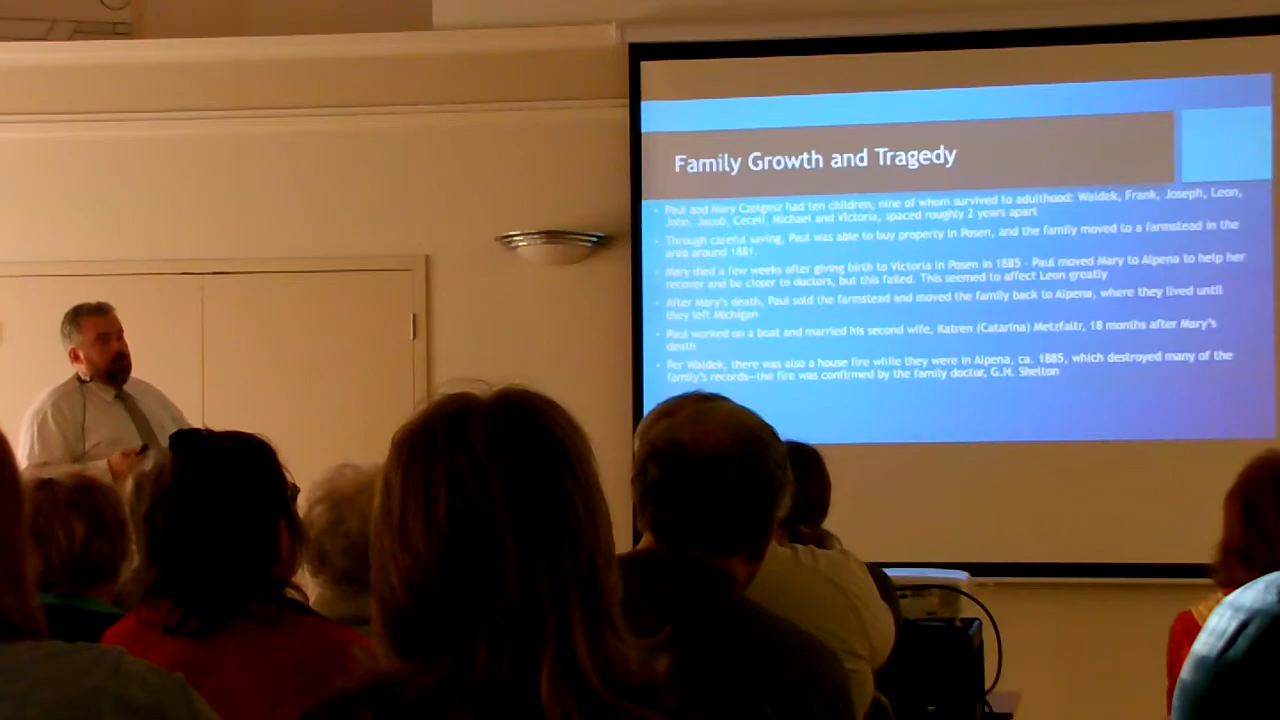 Family Growth and Tragedy
Paul and Mary Czolgosz had ten children, nine of whom survived to adulthood: Waldek, Frank, Joseph, Leon,
John, Jacob, Ceceli, Michael and Victoria, spaced roughly 2 years apart
Through careful saving, Paul was able to buy property in Posen, and the family moved to a farmstead in the
area around 1881.
Mary died a few weeks after giving birth to Victoria in Posen in 1885 - Paul moved Mary to Alpena to help her
recover and be closer to doctors, but this failed. This seemed to affect Leon greatly
After Mary's death, Paul sold the farmstead and moved the family back to Alpena, where they lived until
they left Michigan
Paul worked on a boat and married his second wife, Katren (Catarina) Metzfaltr, 18 months after Mary's
death
Per Waldek, there was also a house fire while they were in Alpena, ca. 1885, which destroyed many of the
family's records—the fire was confirmed by the family doctor, G.H. Shelton